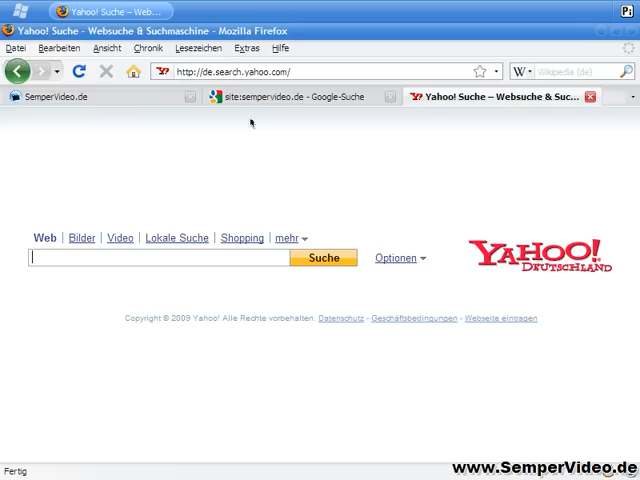 Yahoo! Suche – Web...
Pi
Yahoo! Suche - Websuche & Suchmaschine - Mozilla Firefox
Datei Bearbeiten Ansicht Chronik Lesezeichen Extras Hilfe
http://de.search.yahoo.com/ W Wikipedia (de)
SemperVideo.de site:sempervideo.de - Google-Suche Yahoo! Suche – Websuche & Suc...
Web Bilder Video Lokale Suche Shopping mehr
Suche Optionen
YAHOO!
DEUTSCHLAND
Copyright © 2009 Yahoo! Alle Rechte vorbehalten. Datenschutz - Geschäftsbedingungen - Webseite eintragen
Fertig
www.SemperVideo.de